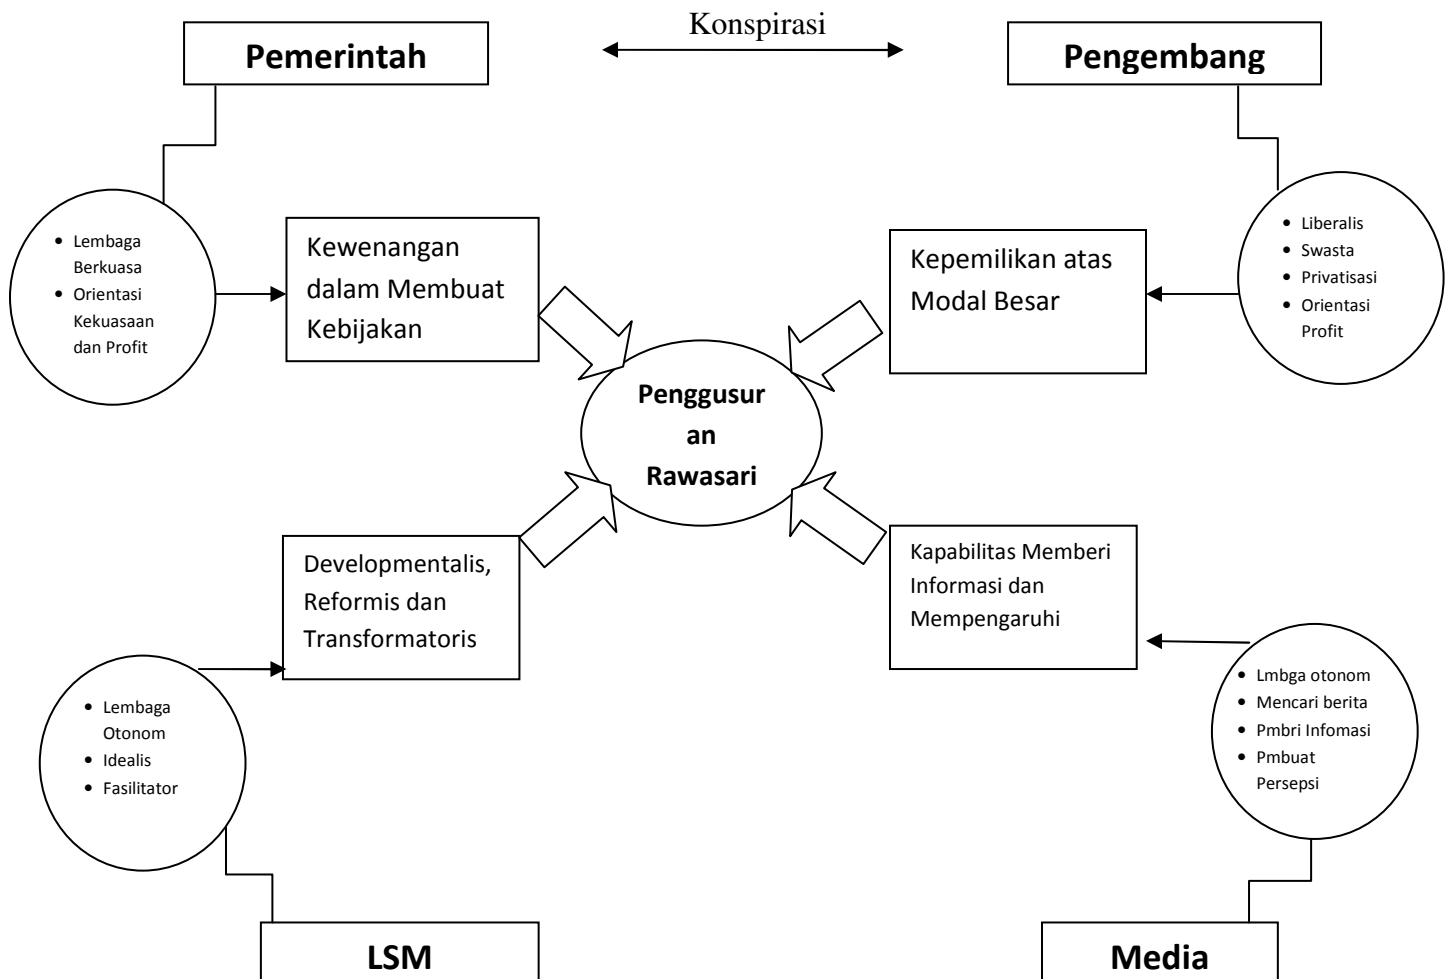 Konspirasi
Pemerintah
Pengembang
• Lembaga
Berkuasa
• Orientasi
Kekuasaan
dan Profit
Kewenangan
dalam Membuat
Kebijakan
Kepemilikan atas
Modal Besar
• Liberalis
• Swasta
• Privatisasi
• Orientasi
Profit
Penggusur
an
Rawasari
Developmentalis,
Reformis dan
Transformatoris
Kapabilitas Memberi
Informasi dan
Mempengaruhi
• Lembaga
Otonom
• Idealis
• Fasilitator
• Lmbga otonom
• Mencari berita
• Pmbri Infomasi
• Pmbuat
Persepsi
LSM
Media